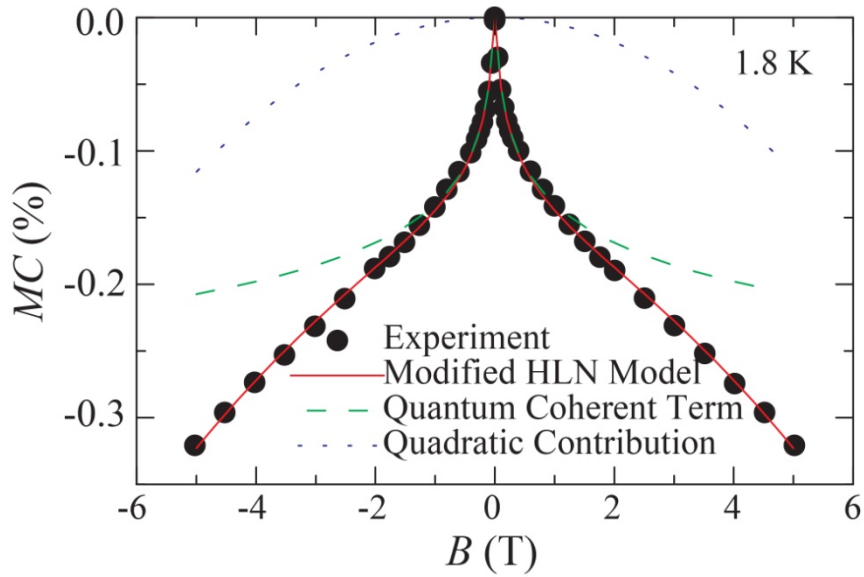 0.0
1.8 K
-0.1
MC (%)
-0.2
Experiment
Modified HLN Model
-0.3
Quantum Coherent Term
Quadratic Contribution
-6 -4 -2 0 2 4 6
B (T)